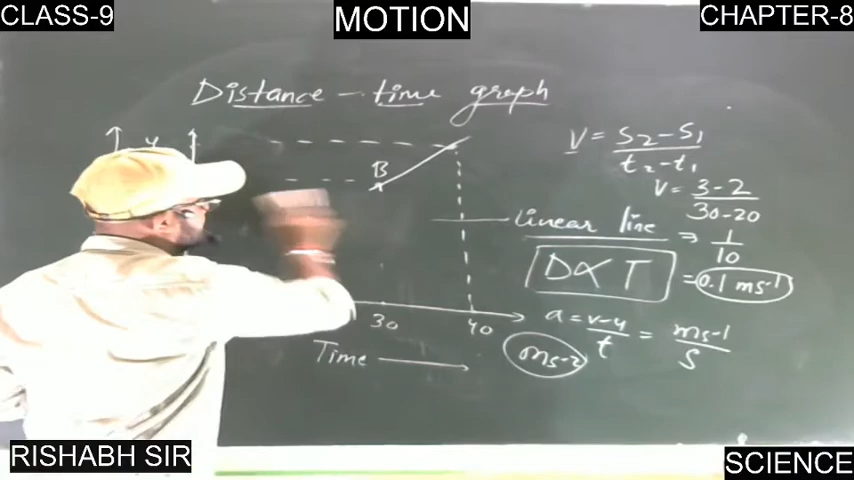 CLASS-9
MOTION
CHAPTER-8
Distance - time graph
V = S2-S1 / t2-t1
V = 3-2 / 30-20
⇒ 1/10
= 0.1 ms-1
B
Linear line
D∝T
30
40
Time
a = v-u / t = ms-1 / S
ms-2
RISHABH SIR
SCIENCE